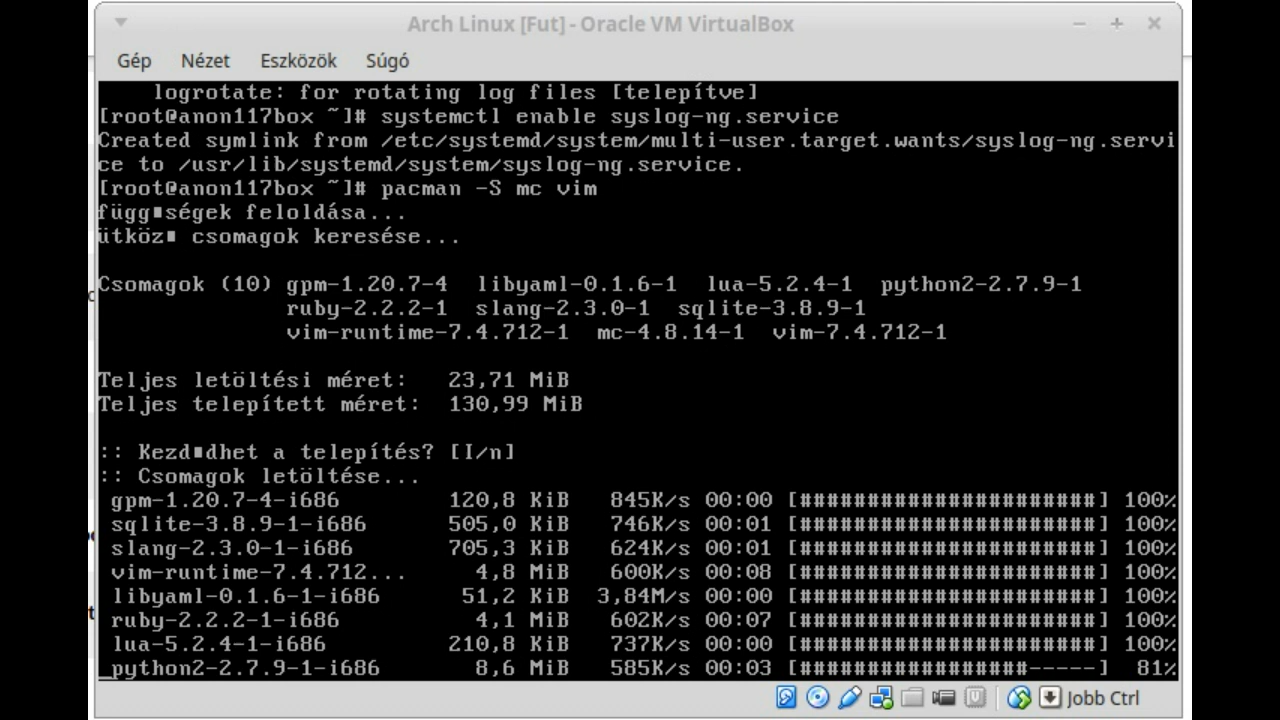 Arch Linux [Fut] - Oracle VM VirtualBox
Gép Nézet Eszközök Súgó
logrotate: for rotating log files [telepítve]
[root@anon117box ~]# systemctl enable syslog-ng.service
Created symlink from /etc/systemd/system/multi-user.target.wants/syslog-ng.servi
ce to /usr/lib/systemd/system/syslog-ng.service.
[root@anon117box ~]# pacman -S mc vim
függ■ségek feloldása...
ütköz■ csomagok keresése...
Csomagok (10) gpm-1.20.7-4 libyaml-0.1.6-1 lua-5.2.4-1 python2-2.7.9-1
ruby-2.2.2-1 slang-2.3.0-1 sqlite-3.8.9-1
vim-runtime-7.4.712-1 mc-4.8.14-1 vim-7.4.712-1
Teljes letöltési méret: 23,71 MiB
Teljes telepített méret: 130,99 MiB
:: Kezd■dhet a telepítés? [I/n]
:: Csomagok letöltése...
gpm-1.20.7-4-i686 120,8 KiB 845K/s 00:00 [######################] 100%
sqlite-3.8.9-1-i686 505,0 KiB 746K/s 00:01 [######################] 100%
slang-2.3.0-1-i686 705,3 KiB 624K/s 00:01 [######################] 100%
vim-runtime-7.4.712... 4,8 MiB 600K/s 00:08 [######################] 100%
libyaml-0.1.6-1-i686 51,2 KiB 3,84M/s 00:00 [######################] 100%
ruby-2.2.2-1-i686 4,1 MiB 602K/s 00:07 [######################] 100%
lua-5.2.4-1-i686 210,8 KiB 737K/s 00:00 [######################] 100%
_python2-2.7.9-1-i686 8,6 MiB 585K/s 00:03 [#################-----] 81%
Jobb Ctrl